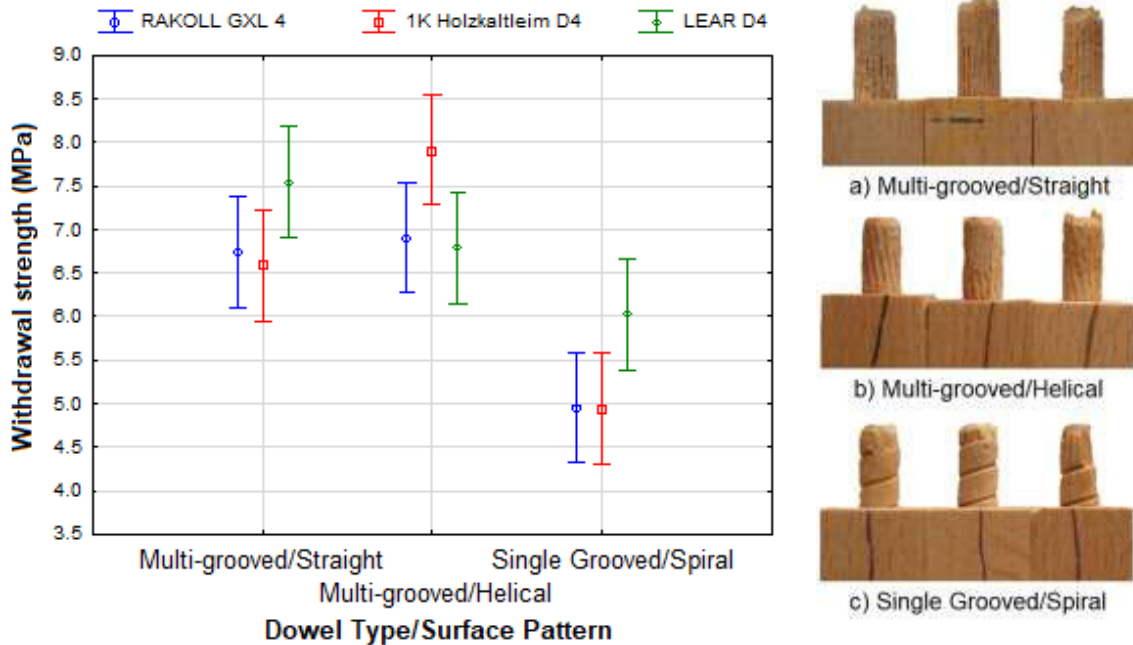 RAKOLL GXL 4 1K Holzkaltleim D4 LEAR D4
Withdrawal strength (MPa)
9.0
8.5
8.0
7.5
7.0
6.5
6.0
5.5
5.0
4.5
4.0
3.5
Multi-grooved/Straight Single Grooved/Spiral
Multi-grooved/Helical
Dowel Type/Surface Pattern
a) Multi-grooved/Straight
b) Multi-grooved/Helical
c) Single Grooved/Spiral